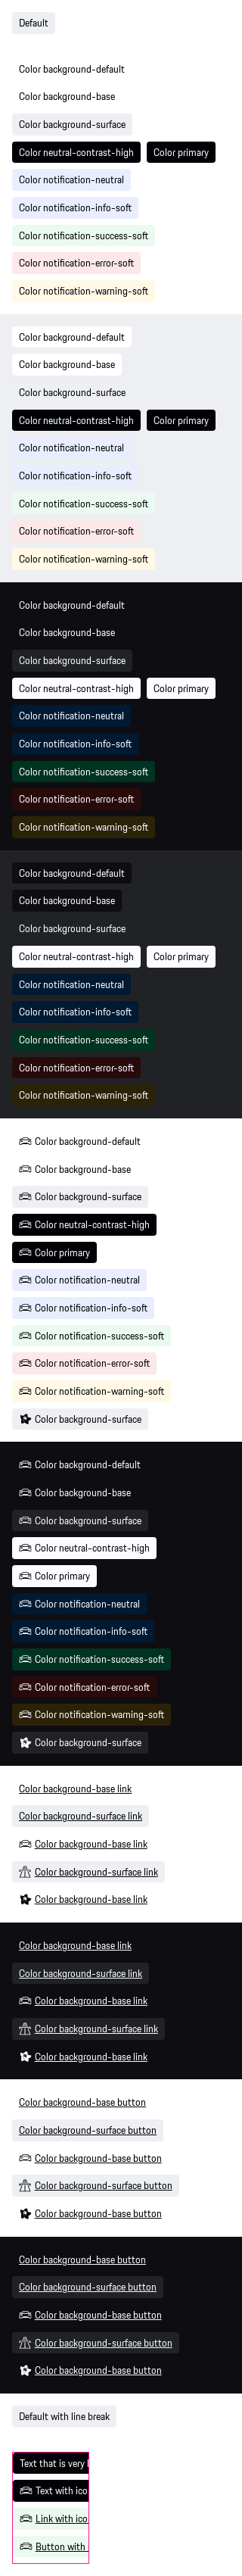 Default
Color background-default
Color background-base
Color background-surface
Color neutral-contrast-high Color primary
Color notification-neutral
Color notification-info-soft
Color notification-success-soft
Color notification-error-soft
Color notification-warning-soft
Color background-default
Color background-base
Color background-surface
Color neutral-contrast-high Color primary
Color notification-neutral
Color notification-info-soft
Color notification-success-soft
Color notification-error-soft
Color notification-warning-soft
Color background-default
Color background-base
Color background-surface
Color neutral-contrast-high Color primary
Color notification-neutral
Color notification-info-soft
Color notification-success-soft
Color notification-error-soft
Color notification-warning-soft
Color background-default
Color background-base
Color background-surface
Color neutral-contrast-high Color primary
Color notification-neutral
Color notification-info-soft
Color notification-success-soft
Color notification-error-soft
Color notification-warning-soft
Color background-default
Color background-base
Color background-surface
Color neutral-contrast-high
Color primary
Color notification-neutral
Color notification-info-soft
Color notification-success-soft
Color notification-error-soft
Color notification-warning-soft
Color background-surface
Color background-default
Color background-base
Color background-surface
Color neutral-contrast-high
Color primary
Color notification-neutral
Color notification-info-soft
Color notification-success-soft
Color notification-error-soft
Color notification-warning-soft
Color background-surface
Color background-base link
Color background-surface link
Color background-base link
Color background-surface link
Color background-base link
Color background-base link
Color background-surface link
Color background-base link
Color background-surface link
Color background-base link
Color background-base button
Color background-surface button
Color background-base button
Color background-surface button
Color background-base button
Color background-base button
Color background-surface button
Color background-base button
Color background-surface button
Color background-base button
Default with line break
Text that is very
Text with ico
Link with ico
Button with